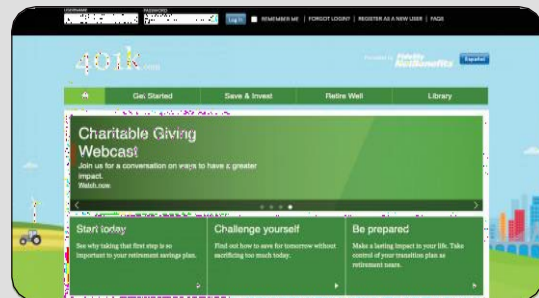 USERNAME PASSWORD
Log In REMEMBER ME | FORGOT LOGIN? | REGISTER AS A NEW USER | FAQS
401k.com
Fidelity
NetBenefits
Español
Get Started Save & Invest Retire Well Library
Charitable Giving
Webcast
Join us for a conversation on ways to have a greater
impact.
Watch now
Start today
See why taking that first step is so
important to your retirement savings plan.
Challenge yourself
Find out how to save for tomorrow without
sacrificing too much today.
Be prepared
Make a lasting impact in your life. Take
control of your transition plan as
retirement nears.